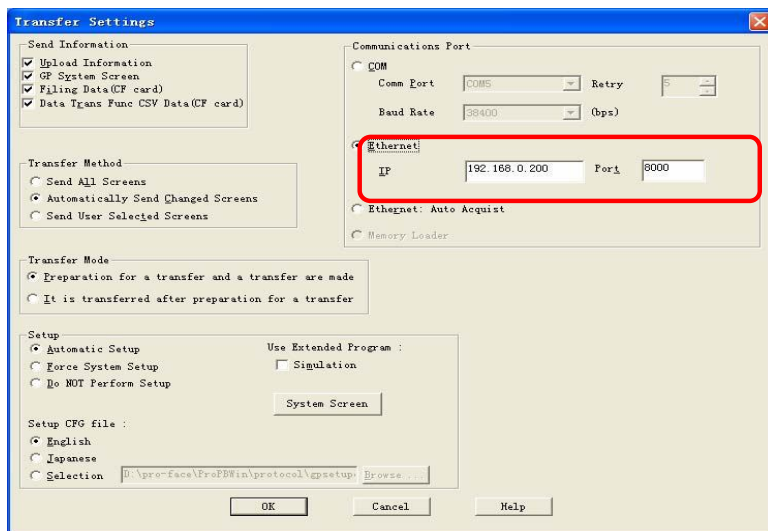 Transfer Settings
Send Information
Upload Information
GP System Screen
Filing Data(CF card)
Data Trans Func CSV Data(CF card)
Communications Port
COM
Comm Port COM5 Retry 5
Baud Rate 38400 (bps)
Ethernet
IP 192.168.0.200 Port 8000
Ethernet: Auto Acquist
Memory Loader
Transfer Method
Send All Screens
Automatically Send Changed Screens
Send User Selected Screens
Transfer Mode
Preparation for a transfer and a transfer are made
It is transferred after preparation for a transfer
Setup
Automatic Setup
Force System Setup
Do NOT Perform Setup
Use Extended Program :
Simulation
System Screen
Setup CFG file :
English
Japanese
Selection D:\pro-face\ProPBWin\protocol\gpsetup. Browse....
OK Cancel Help